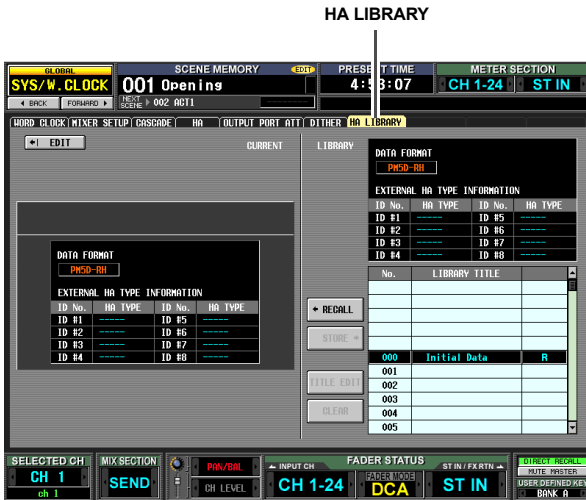 HA LIBRARY
GLOBAL SCENE MEMORY EDIT PRESENT TIME METER SECTION
SYS/W.CLOCK 001 Opening 4:53:07 CH 1-24 ST IN
BACK FORWARD NEXT SCENE 002 ACT1
WORD CLOCK MIXER SETUP CASCADE HA OUTPUT PORT ATT DITHER HA LIBRARY
EDIT CURRENT LIBRARY
DATA FORMAT
PM5D-RH
EXTERNAL HA TYPE INFORMATION
ID No. HA TYPE ID No. HA TYPE
ID #1 ----- ID #5 -----
ID #2 ----- ID #6 -----
ID #3 ----- ID #7 -----
ID #4 ----- ID #8 -----
DATA FORMAT
PM5D-RH
EXTERNAL HA TYPE INFORMATION
ID No. HA TYPE ID No. HA TYPE
ID #1 ----- ID #5 -----
ID #2 ----- ID #6 -----
ID #3 ----- ID #7 -----
ID #4 ----- ID #8 -----
RECALL
STORE
TITLE EDIT
CLEAR
No. LIBRARY TITLE
000 Initial Data R
001
002
003
004
005
SELECTED CH MIX SECTION FADER STATUS DIRECT RECALL
CH 1 SEND PAN/BAL INPUT CH FADER MODE ST IN / FX RTN MUTE MASTER
ch 1 CH LEVEL CH 1-24 DCA ST IN USER DEFINED KEY
BANK A